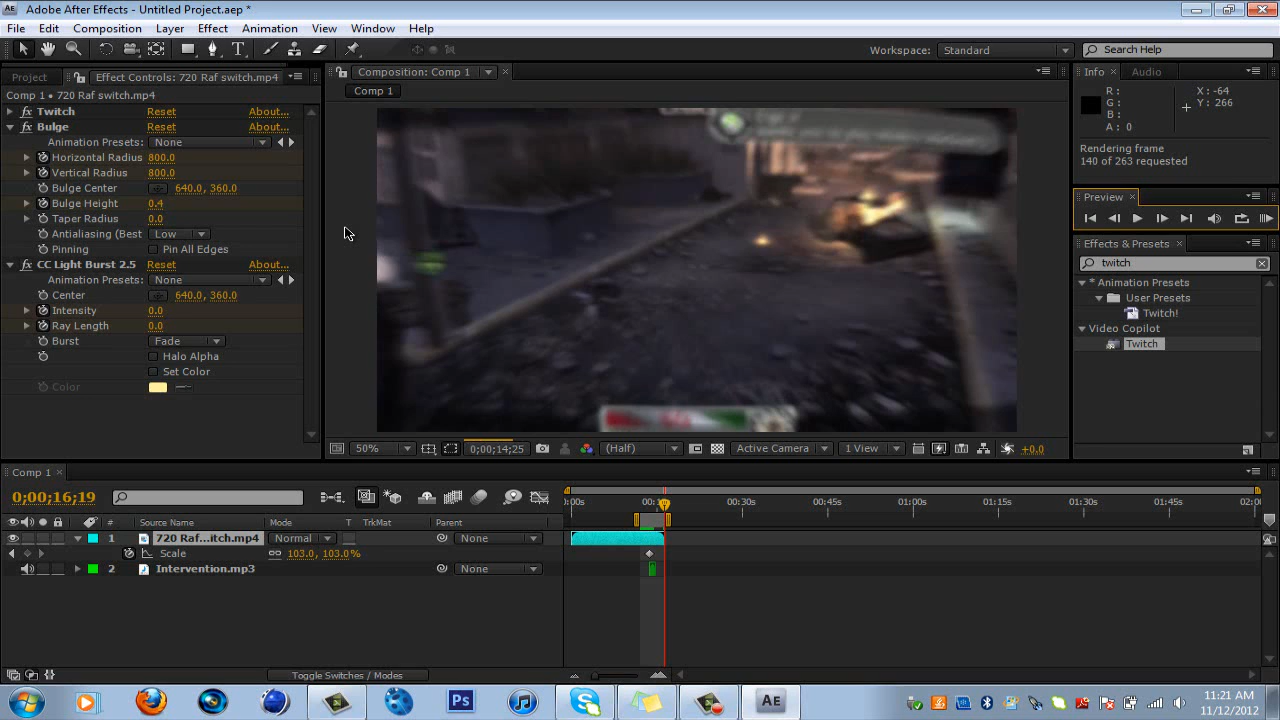 Adobe After Effects - Untitled Project.aep *
File Edit Composition Layer Effect Animation View Window Help
Workspace: Standard Search Help
Project Effect Controls: 720 Raf switch.mp4
Comp 1 • 720 Raf switch.mp4
fx Twitch Reset About...
fx Bulge Reset About...
Animation Presets: None
Horizontal Radius 800.0
Vertical Radius 800.0
Bulge Center 640.0, 360.0
Bulge Height 0.4
Taper Radius 0.0
Antialiasing (Best Low
Pinning Pin All Edges
fx CC Light Burst 2.5 Reset About...
Animation Presets: None
Center 640.0, 360.0
Intensity 0.0
Ray Length 0.0
Burst Fade
Halo Alpha
Set Color
Color
Composition: Comp 1
Comp 1
50% 0;00;14;25 (Half) Active Camera 1 View +0.0
Info Audio
R : X : -64
G : Y : 266
B :
A : 0
Rendering frame
140 of 263 requested
Preview
Effects & Presets
twitch
* Animation Presets
User Presets
Twitch!
Video Copilot
Twitch
Comp 1
0;00;16;19
:00s 00:1 00:30s 00:45s 01:00s 01:15s 01:30s 01:45s 02:0
# Source Name Mode T TrkMat Parent
1 720 Raf...itch.mp4 Normal None
Scale 103.0, 103.0%
2 Intervention.mp3 None
Toggle Switches / Modes
Ps AE
11:21 AM
11/12/2012